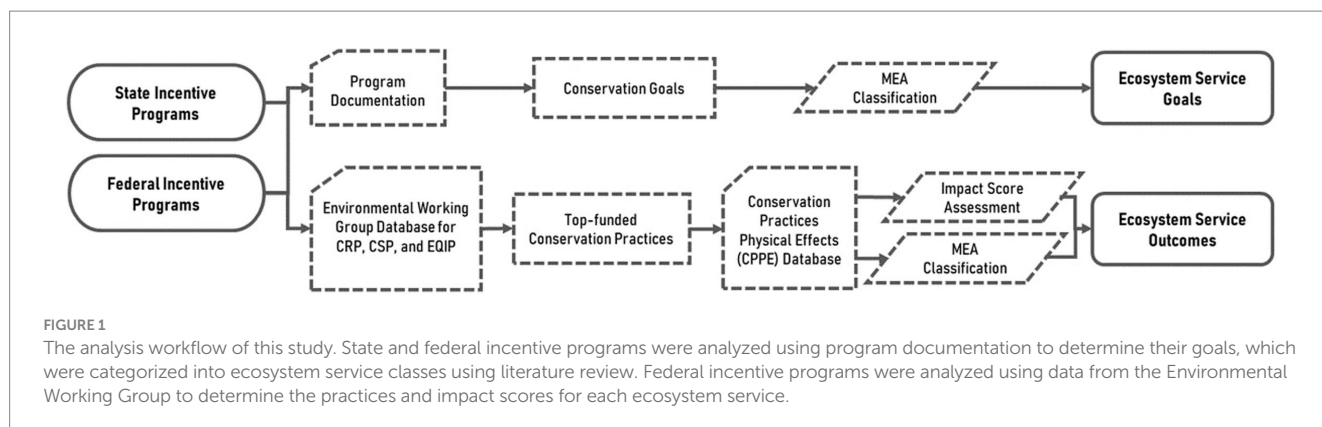 State Incentive
Programs
Federal Incentive
Programs
Program
Documentation
Conservation Goals
MEA
Classification
Ecosystem Service
Goals
Environmental Working
Group Database for
CRP, CSP, and EQIP
Top-funded
Conservation Practices
Conservation
Practices
Physical Effects
(CPPE) Database
Impact Score
Assessment
MEA
Classification
Ecosystem Service
Outcomes
FIGURE 1
The analysis workflow of this study. State and federal incentive programs were analyzed using program documentation to determine their goals, which
were categorized into ecosystem service classes using literature review. Federal incentive programs were analyzed using data from the Environmental
Working Group to determine the practices and impact scores for each ecosystem service.